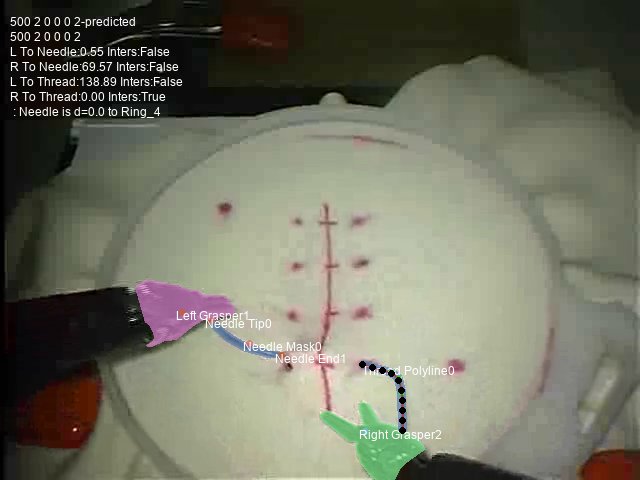 500 2 0 0 0 2-predicted
500 2 0 0 0 2
L To Needle:0.55 Inters:False
R To Needle:69.57 Inters:False
L To Thread:138.89 Inters:False
R To Thread:0.00 Inters:True
: Needle is d=0.0 to Ring_4
Left Grasper1
Needle Tip0
Needle Mask0
Needle End1
Thread Polyline0
Right Grasper2